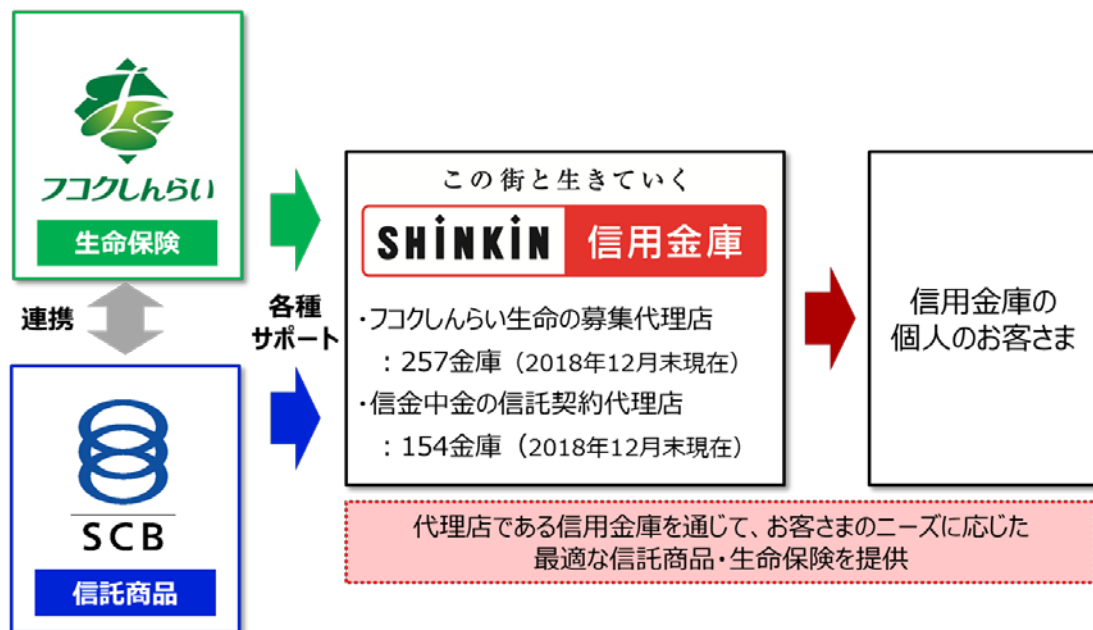 フコクしんらい
生命保険
連携
SCB
信託商品
各種
サポート
この街と生きていく
SHiNKiN 信用金庫
・フコクしんらい生命の募集代理店
：257金庫（2018年12月末現在）
・信金中金の信託契約代理店
：154金庫（2018年12月末現在）
信用金庫の
個人のお客さま
代理店である信用金庫を通じて、お客さまのニーズに応じた
最適な信託商品・生命保険を提供